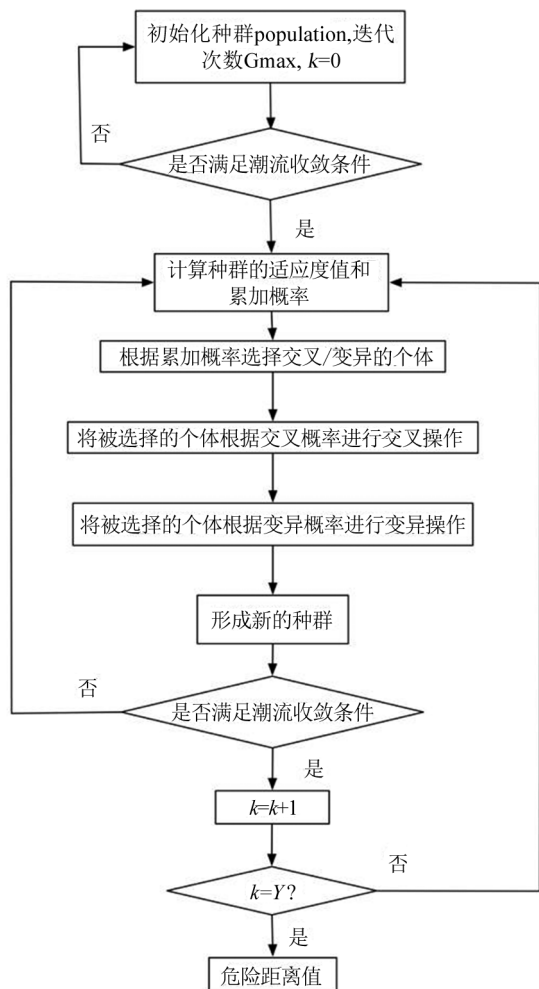 初始化种群population,迭代
次数Gmax, k=0
否
是否满足潮流收敛条件
是
计算种群的适应度值和
累加概率
根据累加概率选择交叉/变异的个体
将被选择的个体根据交叉概率进行交叉操作
将被选择的个体根据变异概率进行变异操作
形成新的种群
否
是否满足潮流收敛条件
是
k=k+1
否
k=Y?
是
危险距离值